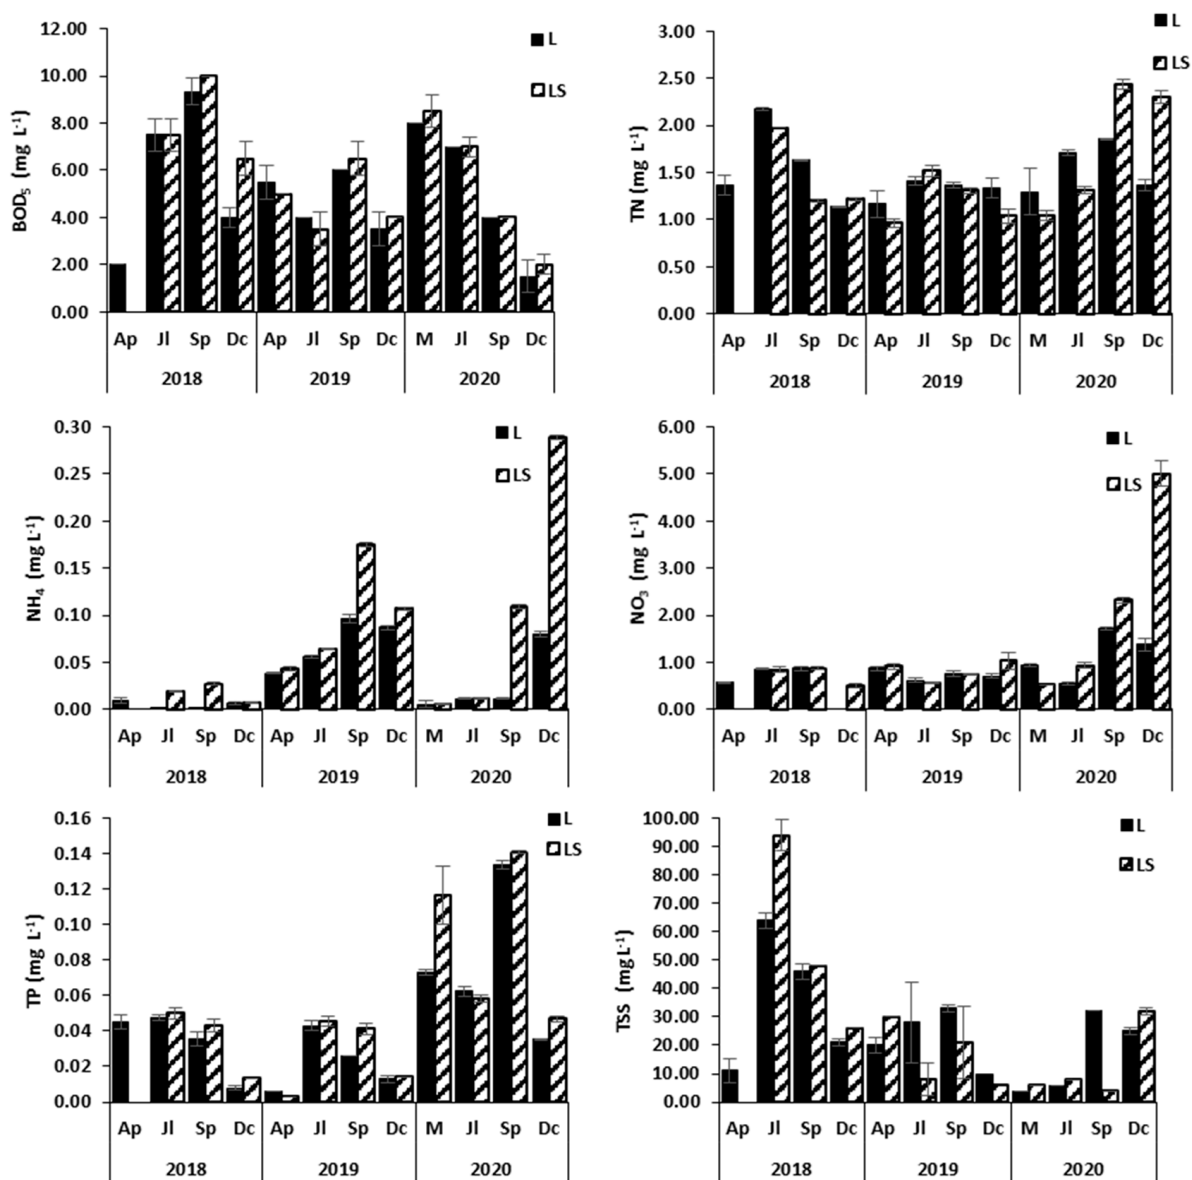 12.00
10.00
8.00
6.00
4.00
2.00
0.00
BOD₅ (mg L⁻¹)
L
LS
Ap Jl Sp Dc Ap Jl Sp Dc M Jl Sp Dc
2018 2019 2020
3.00
2.50
2.00
1.50
1.00
0.50
0.00
TN (mg L⁻¹)
L
LS
Ap Jl Sp Dc Ap Jl Sp Dc M Jl Sp Dc
2018 2019 2020
0.30
0.25
0.20
0.15
0.10
0.05
0.00
NH₄ (mg L⁻¹)
L
LS
Ap Jl Sp Dc Ap Jl Sp Dc M Jl Sp Dc
2018 2019 2020
6.00
5.00
4.00
3.00
2.00
1.00
0.00
NO₃ (mg L⁻¹)
L
LS
Ap Jl Sp Dc Ap Jl Sp Dc M Jl Sp Dc
2018 2019 2020
0.16
0.14
0.12
0.10
0.08
0.06
0.04
0.02
0.00
TP (mg L⁻¹)
L
LS
Ap Jl Sp Dc Ap Jl Sp Dc M Jl Sp Dc
2018 2019 2020
100.00
90.00
80.00
70.00
60.00
50.00
40.00
30.00
20.00
10.00
0.00
TSS (mg L⁻¹)
L
LS
Ap Jl Sp Dc Ap Jl Sp Dc M Jl Sp Dc
2018 2019 2020